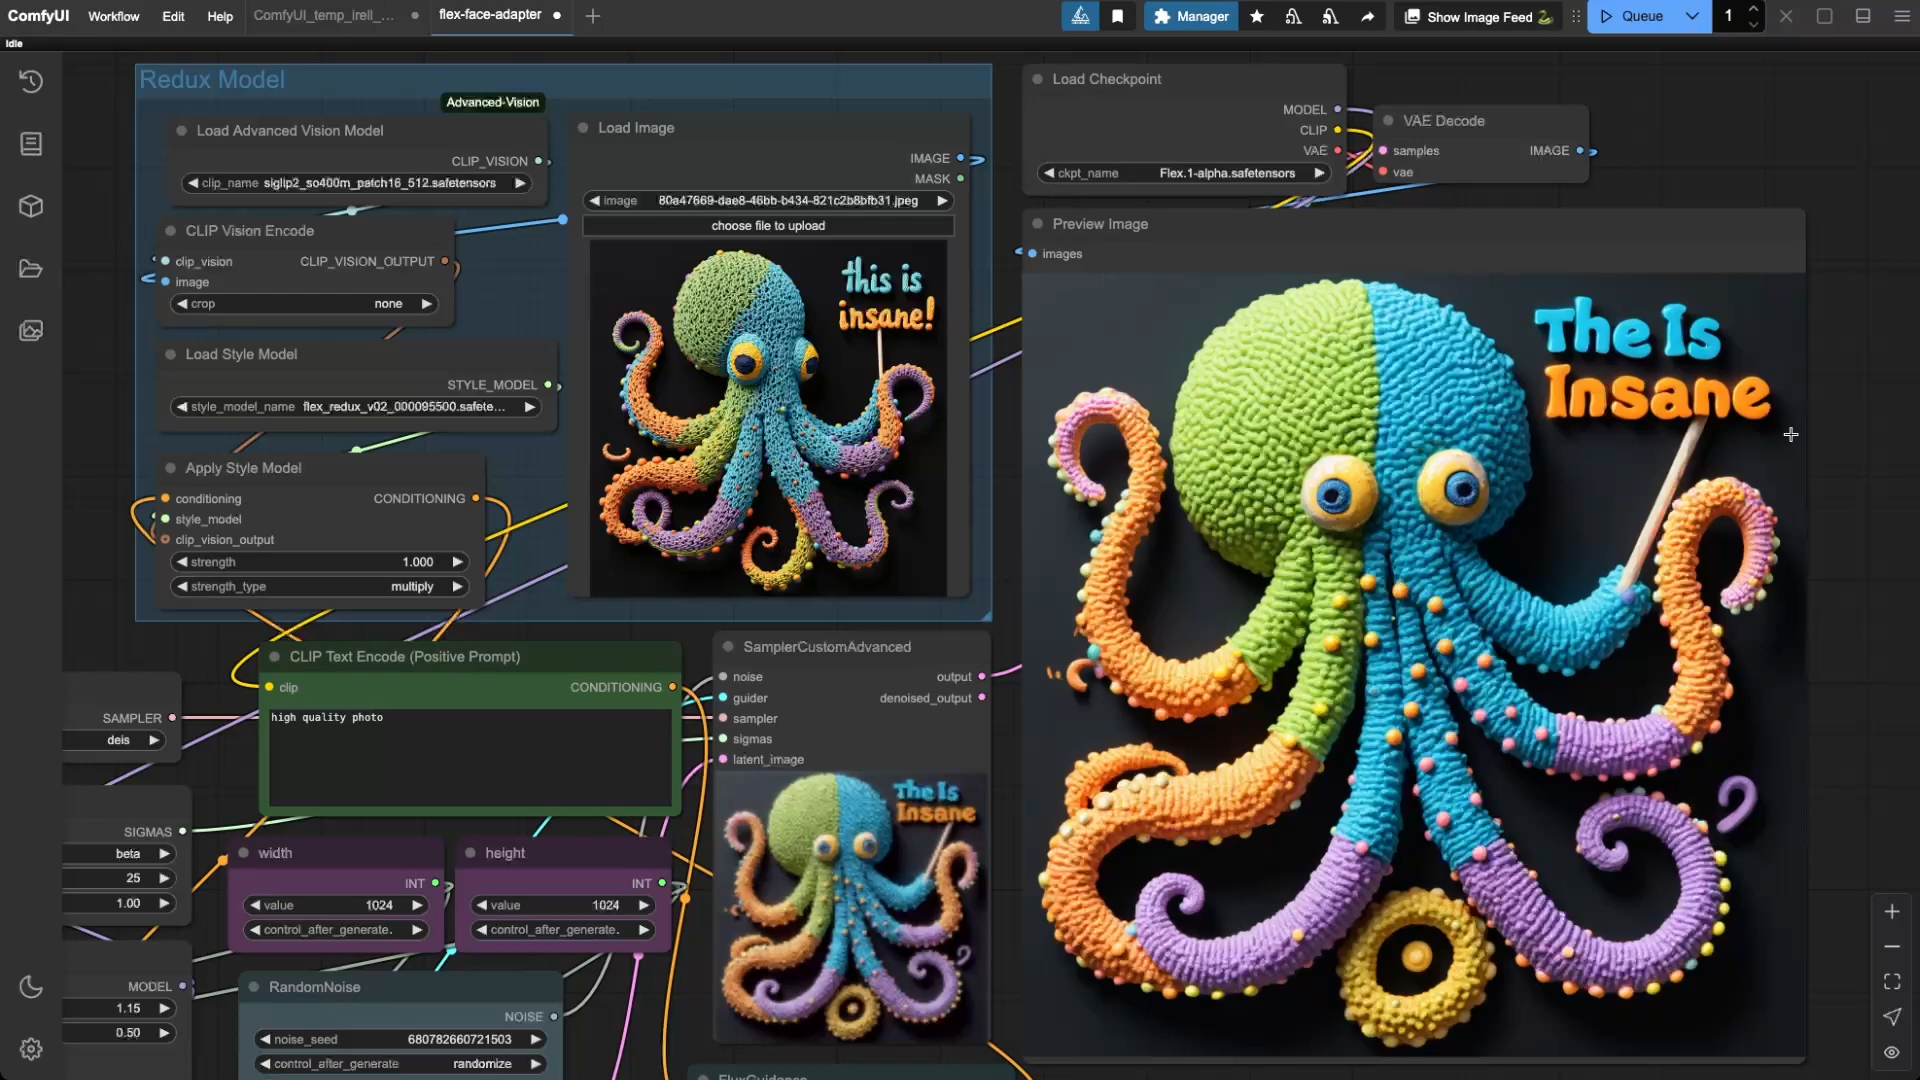 ComfyUI Workflow Edit Help ComfyUI_temp_irell_... flex-face-adapter
Manager Show Image Feed Queue 1
Idle
Redux Model
Advanced-Vision
Load Advanced Vision Model
CLIP_VISION
clip_name siglip2_so400m_patch16_512.safetensors
CLIP Vision Encode
clip_vision CLIP_VISION_OUTPUT
image
crop none
Load Style Model
STYLE_MODEL
style_model_name flex_redux_v02_000095500.safete...
Apply Style Model
conditioning CONDITIONING
style_model
clip_vision_output
strength 1.000
strength_type multiply
Load Image
IMAGE
MASK
image 80a47669-dae8-46bb-b434-821c2b8bfb31.jpeg
choose file to upload
this is
insane!
Load Checkpoint
MODEL
CLIP
VAE
ckpt_name Flex.1-alpha.safetensors
VAE Decode
samples IMAGE
vae
Preview Image
images
The Is
Insane
CLIP Text Encode (Positive Prompt)
clip CONDITIONING
high quality photo
SamplerCustomAdvanced
noise output
guider denoised_output
sampler
sigmas
latent_image
The Is
Insane
SAMPLER
deis
SIGMAS
beta
25
1.00
MODEL
1.15
0.50
width
INT
value 1024
control_after_generate.
height
INT
value 1024
control_after_generate.
RandomNoise
NOISE
noise_seed 680782660721503
control_after_generate randomize
FluxGuidance